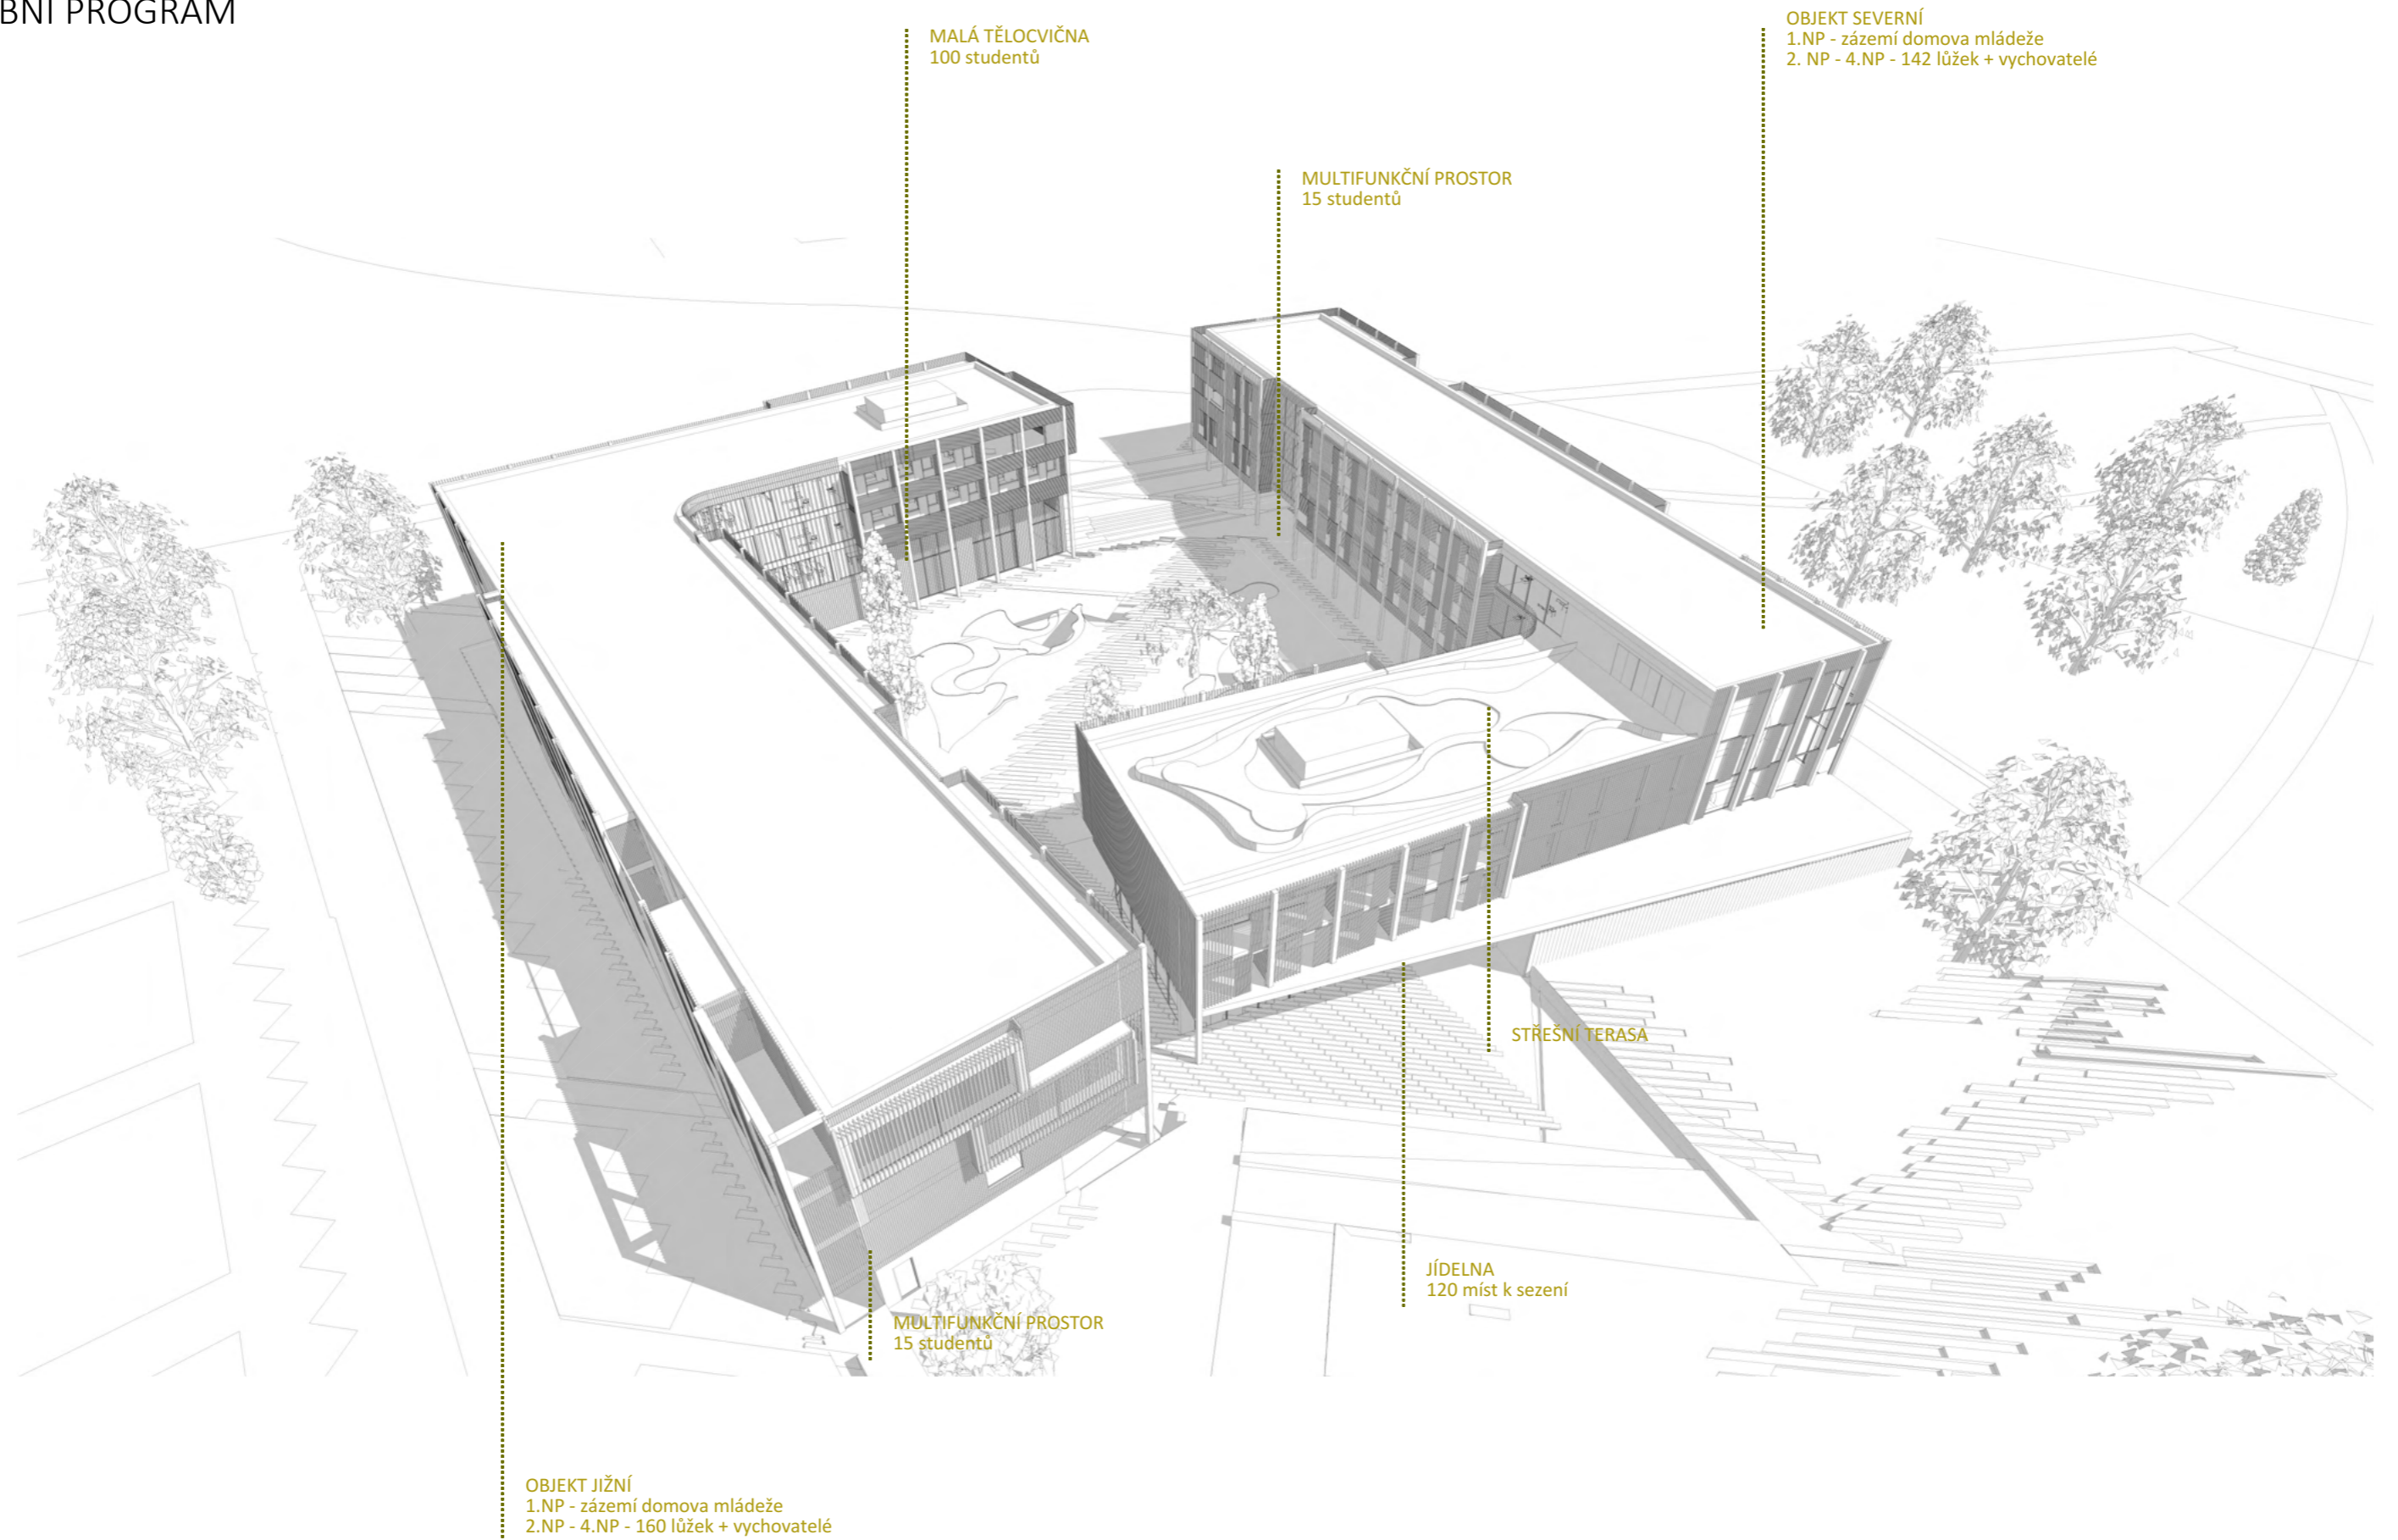 BNÍ PROGRAM
OBJEKT SEVERNÍ
1.NP - zázemí domova mládeže
2. NP - 4.NP - 142 lůžek + vychovatelé
MALÁ TĚLOCVIČNA
100 studentů
MULTIFUNKČNÍ PROSTOR
15 studentů
STŘEŠNÍ TERASA
JÍDELNA
120 míst k sezení
MULTIFUNKČNÍ PROSTOR
15 studentů
OBJEKT JIŽNÍ
1.NP - zázemí domova mládeže
2.NP - 4.NP - 160 lůžek + vychovatelé